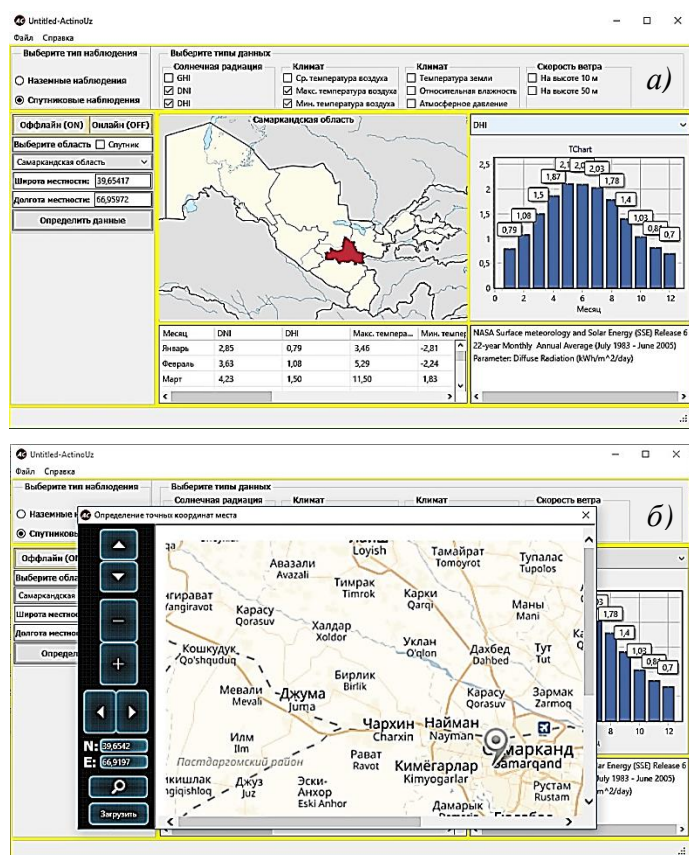 Untitled-ActinoUz
Файл Справка
Выберите тип наблюдения
Наземные наблюдения
Спутниковые наблюдения
Выберите типы данных
Солнечная радиация
GHI
DNI
DHI
Климат
Ср. температура воздуха
Макс. температура воздуха
Мин. температура воздуха
Климат
Температура земли
Относительная влажность
Атмосферное давление
Скорость ветра
На высоте 10 м
На высоте 50 м
а)
Оффлайн (ON) Онлайн (OFF)
Выберите область Спутник
Самаркандская область
Широта местности: 39,65417
Долгота местности: 66,95972
Определить данные
Самаркандская область
DHI
TChart
2,5
2
1,5
1
0,5
0
0,79
1,08
1,5
1,87
2,1
2,03
1,78
1,4
1,03
0,7
0 2 4 6 8 10 12
Месяц
Месяц DNI DHI Макс. темпера... Мин. темпер
Январь 2,85 0,79 3,46 -2,81
Февраль 3,63 1,08 5,29 -2,24
Март 4,23 1,50 11,50 1,83
NASA Surface meteorology and Solar Energy (SSE) Release 6
22-year Monthly Annual Average (July 1983 - June 2005)
Parameter: Diffuse Radiation (kWh/m^2/day)
Untitled-ActinoUz
Файл Справка
Выберите тип наблюдения
Выберите типы данных
Солнечная радиация
Климат
Климат
Скорость ветра
б)
Наземные
Спутниковы
Оффлайн (ON
Выберите обла
Самаркандская
Широта местнос
Долгота местнос
Определ
Определение точных координат места
N: 39,6542
E: 66,9197
Загрузить
Loyish
Тамайрат
Tomoyrot
Тупалас
Tupolos
Авазали
Avazali
Тимрак
Timrok
Карки
Qarqi
Маны
Mani
нгират
Yangiravot
Карасу
Qorasuv
Халдар
Xoldor
Уклан
O'qlon
Дахбед
Dahbed
Тут
Tut
Кошкудук
Qo'shquduq
Бирлик
Birlik
Мевали
Mevali
Джума
Juma
Карасу
Qorasuv
Зармак
Zarmoq
Чархин
Charxin
Найман
Nayman
Илм
Ilm
Пастдаргомский район
Рават
Ravot
Кимёгарлар
Kimyogarlar
Самарканд
Samarqand
икишлак
ngiqishloq
Джуз
Juz
Эски-
Анхор
Eski Anhor
Рустам
Rustam
Дамарык
1,78
1,4
1,03
0,7
8 10 12
ar Energy (SSE) Release 6
uly 1983 - June 2005)
^2/day)